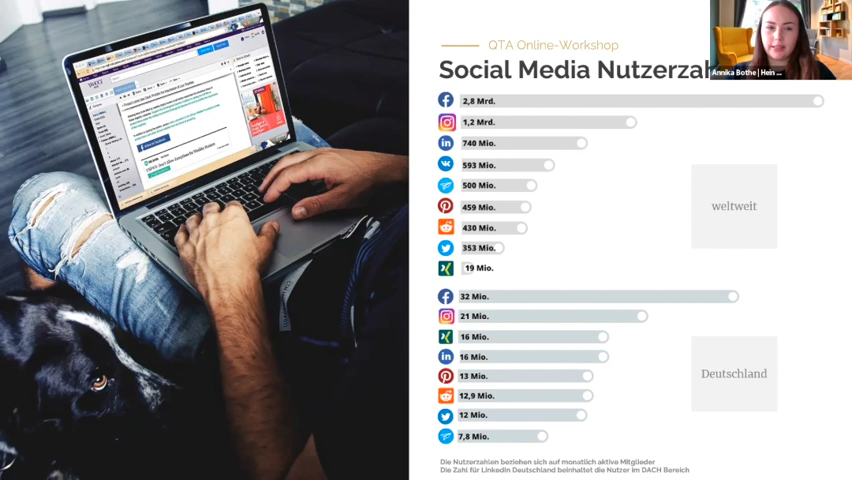 QTA Online-Workshop
Social Media Nutzerzah
Annika Bothe | Hein ...
2,8 Mrd.
1,2 Mrd.
740 Mio.
593 Mio.
500 Mio.
459 Mio.
430 Mio.
353 Mio.
19 Mio.
weltweit
32 Mio.
21 Mio.
16 Mio.
16 Mio.
13 Mio.
12,9 Mio.
12 Mio.
7,8 Mio.
Deutschland
Die Nutzerzahlen beziehen sich auf monatlich aktive Mitglieder
Die Zahl für LinkedIn Deutschland beinhaltet die Nutzer im DACH Bereich